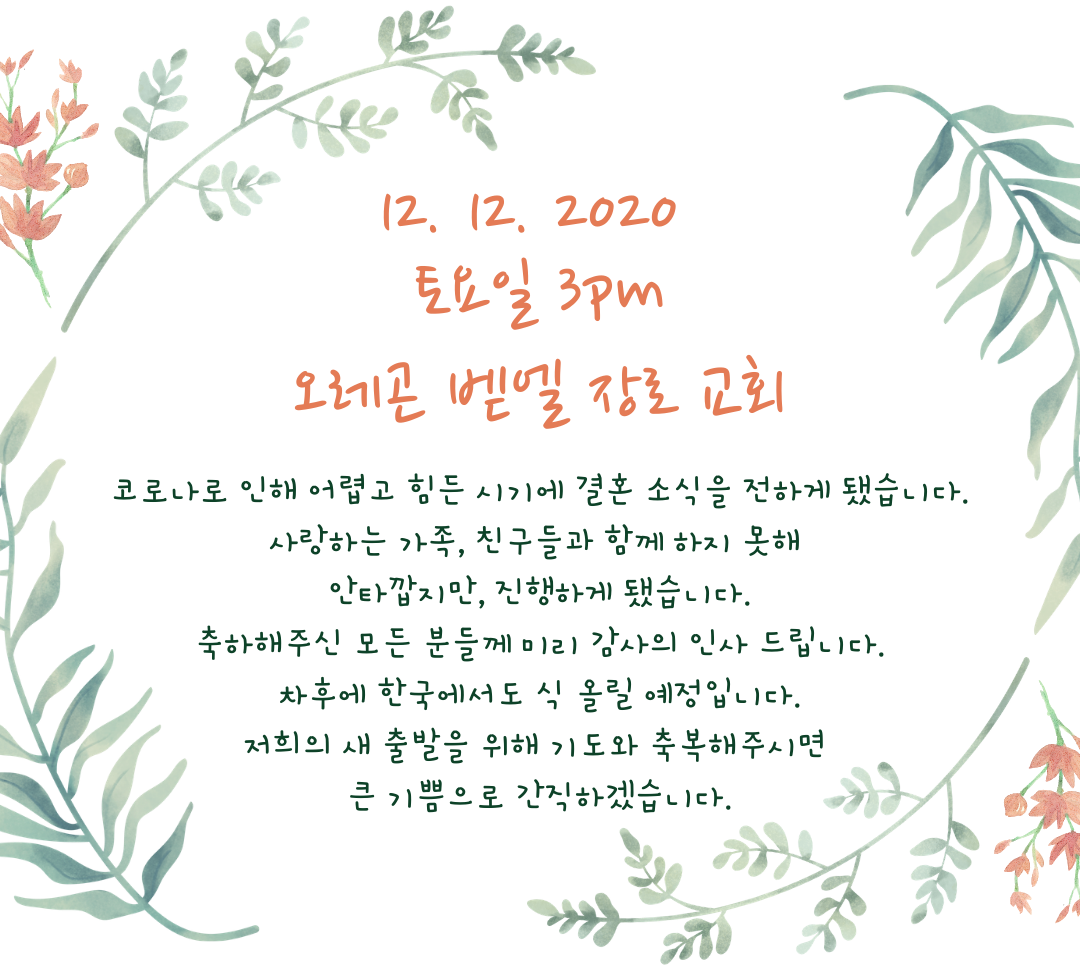 12. 12. 2020
토요일 3pm
오레곤 벧엘 장로 교회
코로나로 인해 어렵고 힘든 시기에 결혼 소식을 전하게 됐습니다.
사랑하는 가족, 친구들과 함께 하지 못해
안타깝지만, 진행하게 됐습니다.
축하해주신 모든 분들께 미리 감사의 인사 드립니다.
차후에 한국에서도 식 올릴 예정입니다.
저희의 새 출발을 위해 기도와 축복해주시면
큰 기쁨으로 간직하겠습니다.